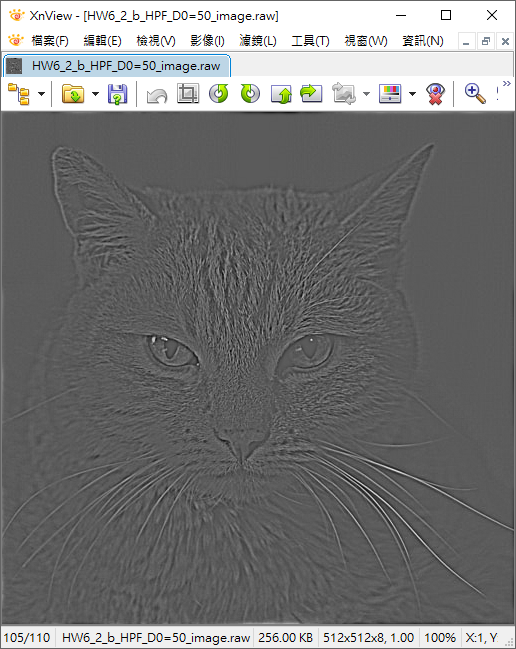 XnView - [HW6_2_b_HPF_D0=50_image.raw]
檔案(F) 編輯(E) 檢視(V) 影像(I) 濾鏡(L) 工具(T) 視窗(W) 資訊(N)
HW6_2_b_HPF_D0=50_image.raw
105/110 HW6_2_b_HPF_D0=50_image.raw 256.00 KB 512x512x8, 1.00 100% X:1, Y